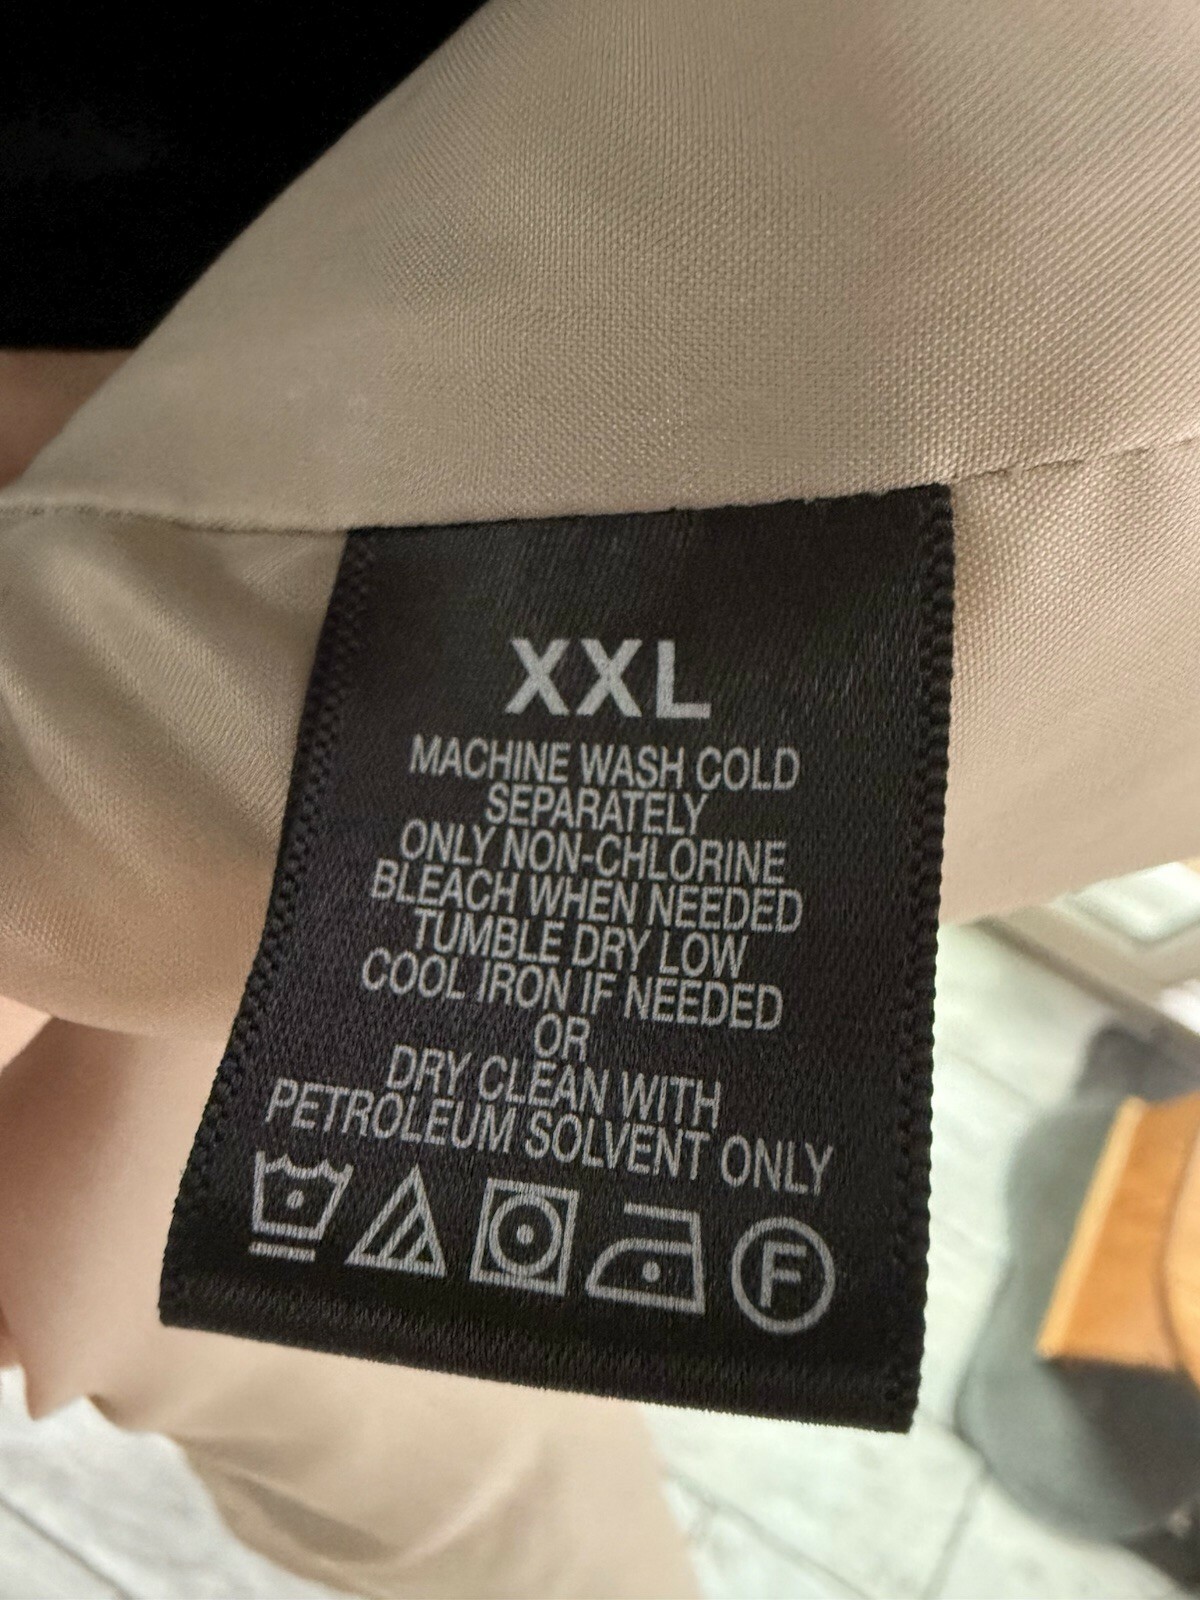 XXL
MACHINE WASH COLD
SEPARATELY
ONLY NON-CHLORINE
BLEACH WHEN NEEDED
TUMBLE DRY LOW
COOL IRON IF NEEDED
OR
DRY CLEAN WITH
PETROLEUM SOLVENT ONLY
F